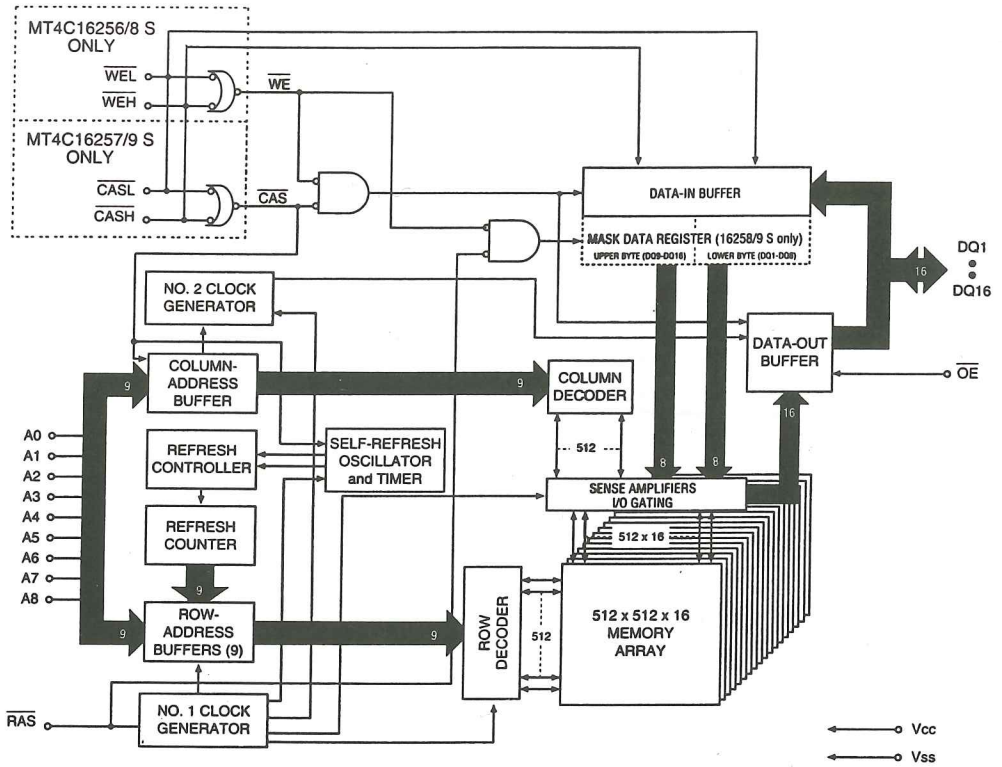 MT4C16256/8 S
ONLY
WEL
WEH
WE
MT4C16257/9 S
ONLY
CASL
CASH
CAS
DATA-IN BUFFER
MASK DATA REGISTER (16258/9 S only)
UPPER BYTE (DQ9-DQ16)
LOWER BYTE (DQ1-DQ8)
16
DQ1
DQ16
NO. 2 CLOCK
GENERATOR
DATA-OUT
BUFFER
OE
9
COLUMN-
ADDRESS
BUFFER
9
COLUMN
DECODER
16
A0
A1
A2
A3
A4
A5
A6
A7
A8
REFRESH
CONTROLLER
SELF-REFRESH
OSCILLATOR
and TIMER
512
8
8
SENSE AMPLIFIERS
I/O GATING
REFRESH
COUNTER
512 x 16
9
9
ROW-
ADDRESS
BUFFERS (9)
9
ROW
DECODER
512
512 x 512 x 16
MEMORY
ARRAY
RAS
NO. 1 CLOCK
GENERATOR
Vcc
Vss